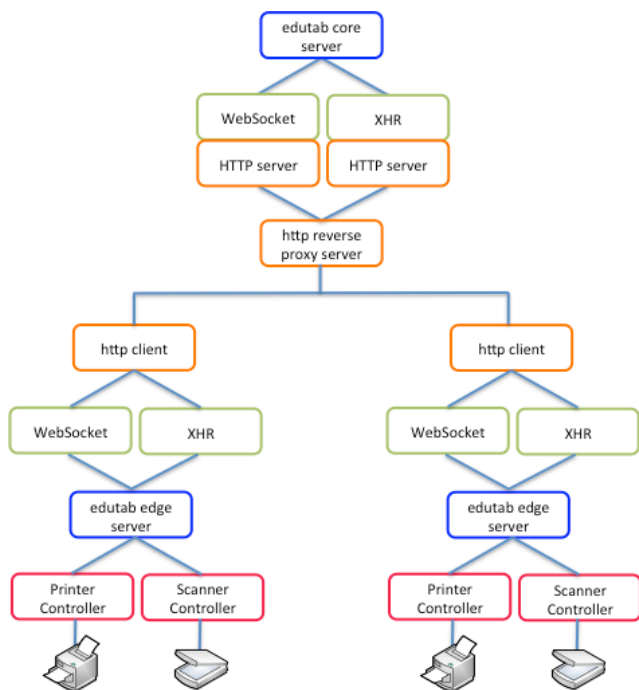 edutab core
server
WebSocket
XHR
HTTP server
HTTP server
http reverse
proxy server
http client
http client
WebSocket
XHR
WebSocket
XHR
edutab edge
server
edutab edge
server
Printer
Controller
Scanner
Controller
Printer
Controller
Scanner
Controller